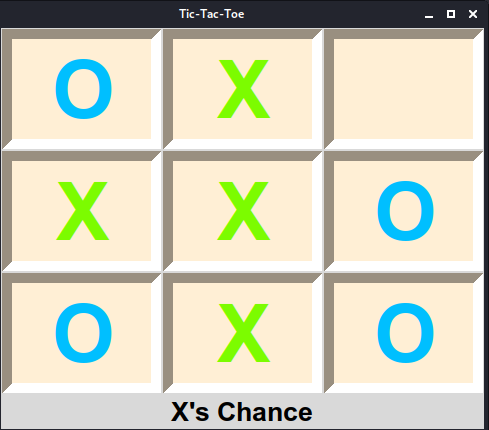 Tic-Tac-Toe
O X
X X O
O X O
X's Chance